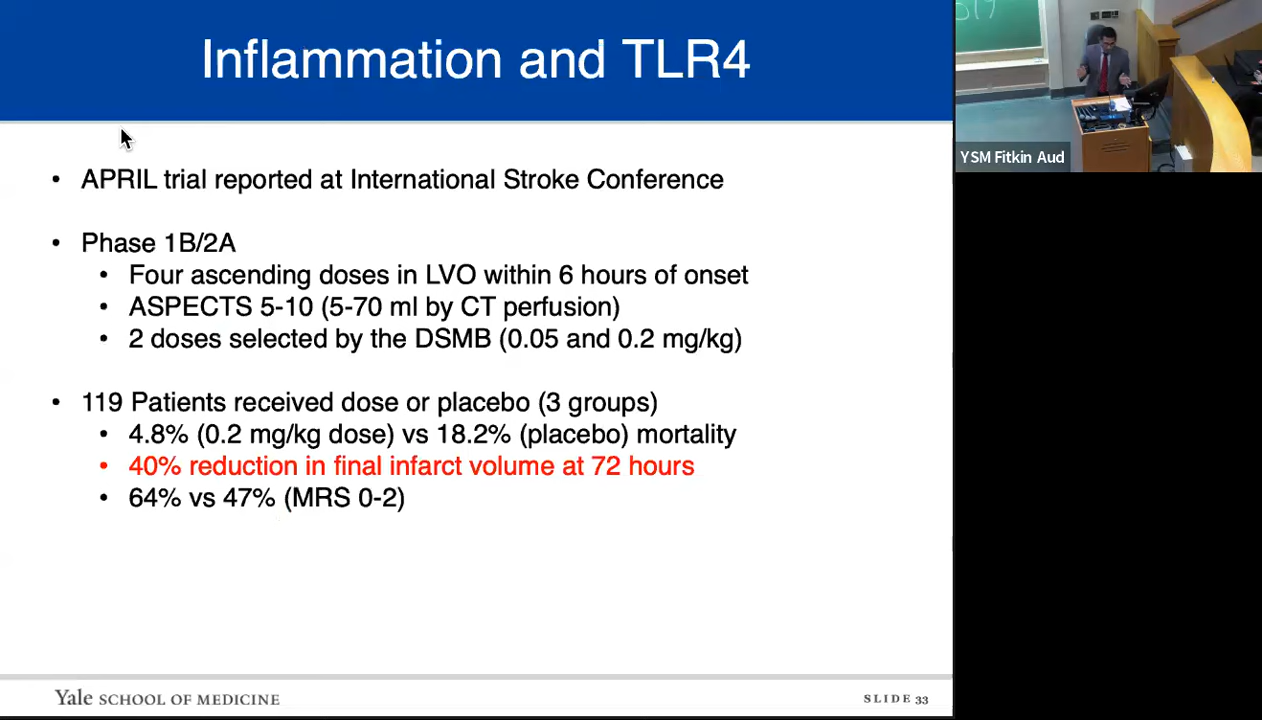 Inflammation and TLR4
• APRIL trial reported at International Stroke Conference
• Phase 1B/2A
• Four ascending doses in LVO within 6 hours of onset
• ASPECTS 5-10 (5-70 ml by CT perfusion)
• 2 doses selected by the DSMB (0.05 and 0.2 mg/kg)
• 119 Patients received dose or placebo (3 groups)
• 4.8% (0.2 mg/kg dose) vs 18.2% (placebo) mortality
• 40% reduction in final infarct volume at 72 hours
• 64% vs 47% (MRS 0-2)
Yale SCHOOL OF MEDICINE
SLIDE 33
YSM Fitkin Aud